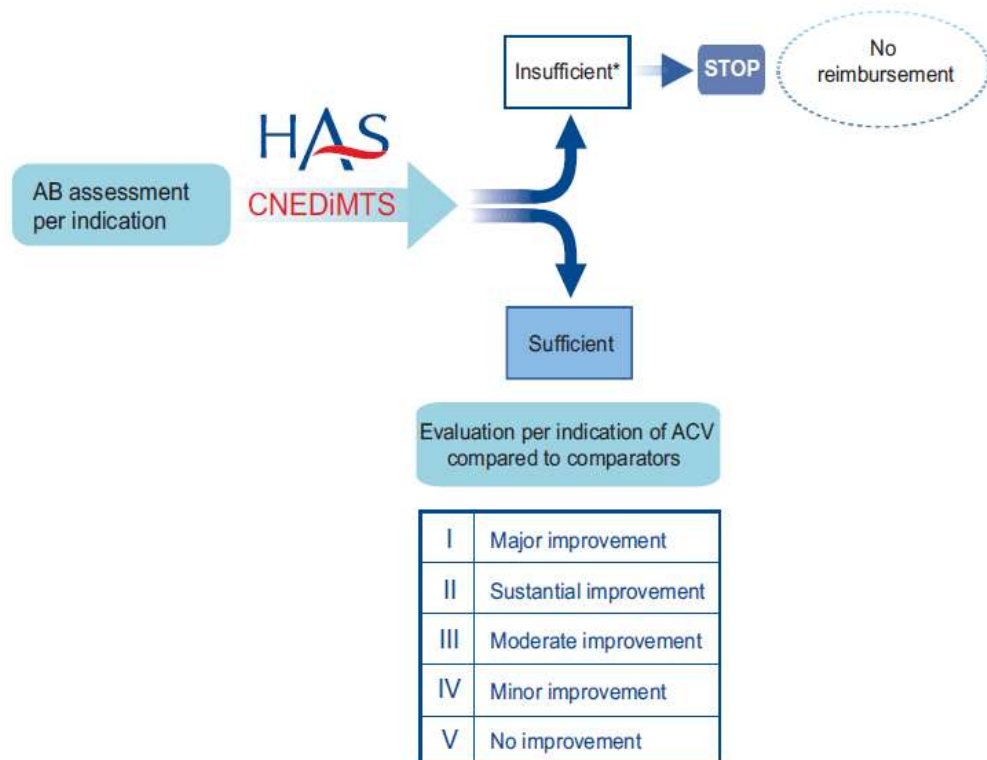 Insufficient*
STOP
No
reimbursement
HAS
CNEDiMTS
AB assessment
per indication
Sufficient
Evaluation per indication of ACV
compared to comparators
I Major improvement
II Sustantial improvement
III Moderate improvement
IV Minor improvement
V No improvement